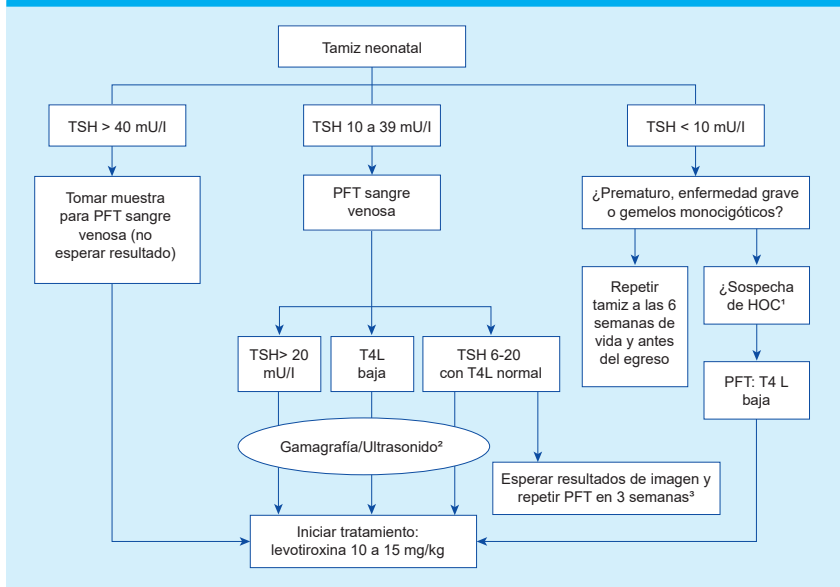 Tamiz neonatal
TSH > 40 mU/l
TSH 10 a 39 mU/l
TSH < 10 mU/l
Tomar muestra
para PFT sangre
venosa (no
esperar resultado)
PFT sangre
venosa
¿Prematuro, enfermedad grave
o gemelos monocigóticos?
Repetir
tamiz a las 6
semanas de
vida y antes
del egreso
¿Sospecha
de HOC¹
TSH> 20
mU/l
T4L
baja
TSH 6-20
con T4L normal
PFT: T4 L
baja
Gamagrafía/Ultrasonido²
Esperar resultados de imagen y
repetir PFT en 3 semanas³
Iniciar tratamiento:
levotiroxina 10 a 15 mg/kg